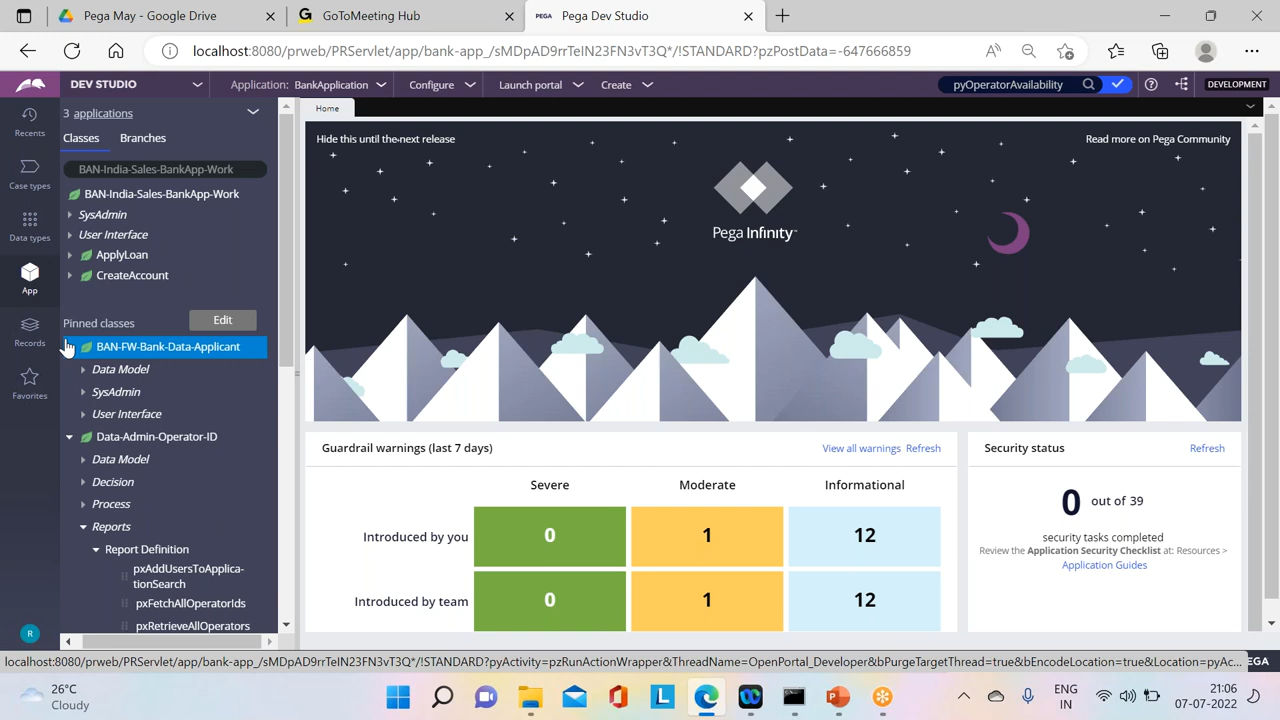 May - Google Drive
GoToMeeting Hub
PEGA Pega Dev Studio
localhost:8080/prweb/PRServlet/app/bank-app_/sMDpAD9rrTeIN23FN3vT3Q*/!STANDARD?pzPostData=-647666859
DEV STUDIO
Application: BankApplication
Configure
Launch portal
Create
pyOperatorAvailability
DEVELOPMENT
Recents
Case types
Data types
App
Records
Favorites
R
3 applications
Classes Branches
BAN-India-Sales-BankApp-Work
BAN-India-Sales-BankApp-Work
SysAdmin
User Interface
ApplyLoan
CreateAccount
Pinned classes Edit
BAN-FW-Bank-Data-Applicant
Data Model
SysAdmin
User Interface
Data-Admin-Operator-ID
Data Model
Decision
Process
Reports
Report Definition
pxAddUsersToApplica-
tionSearch
pxFetchAllOperatorIds
pxRetrieveAllOperators
Home
Hide this until the next release
Read more on Pega Community
Pega Infinity™
Guardrail warnings (last 7 days)
View all warnings Refresh
Severe Moderate Informational
Introduced by you 0 1 12
Introduced by team 0 1 12
Security status Refresh
0 out of 39
security tasks completed
Review the Application Security Checklist at: Resources >
Application Guides
localhost:8080/prweb/PRServlet/app/bank-app_/sMDpAD9rrTeIN23FN3vT3Q*/!STANDARD?pyActivity=pzRunActionWrapper&ThreadName=OpenPortal_Developer&bPurgeTargetThread=true&bEncodeLocation=true&Location=pyAc...
EGA
26°C
Cloudy
ENG
IN
21:06
07-07-2022